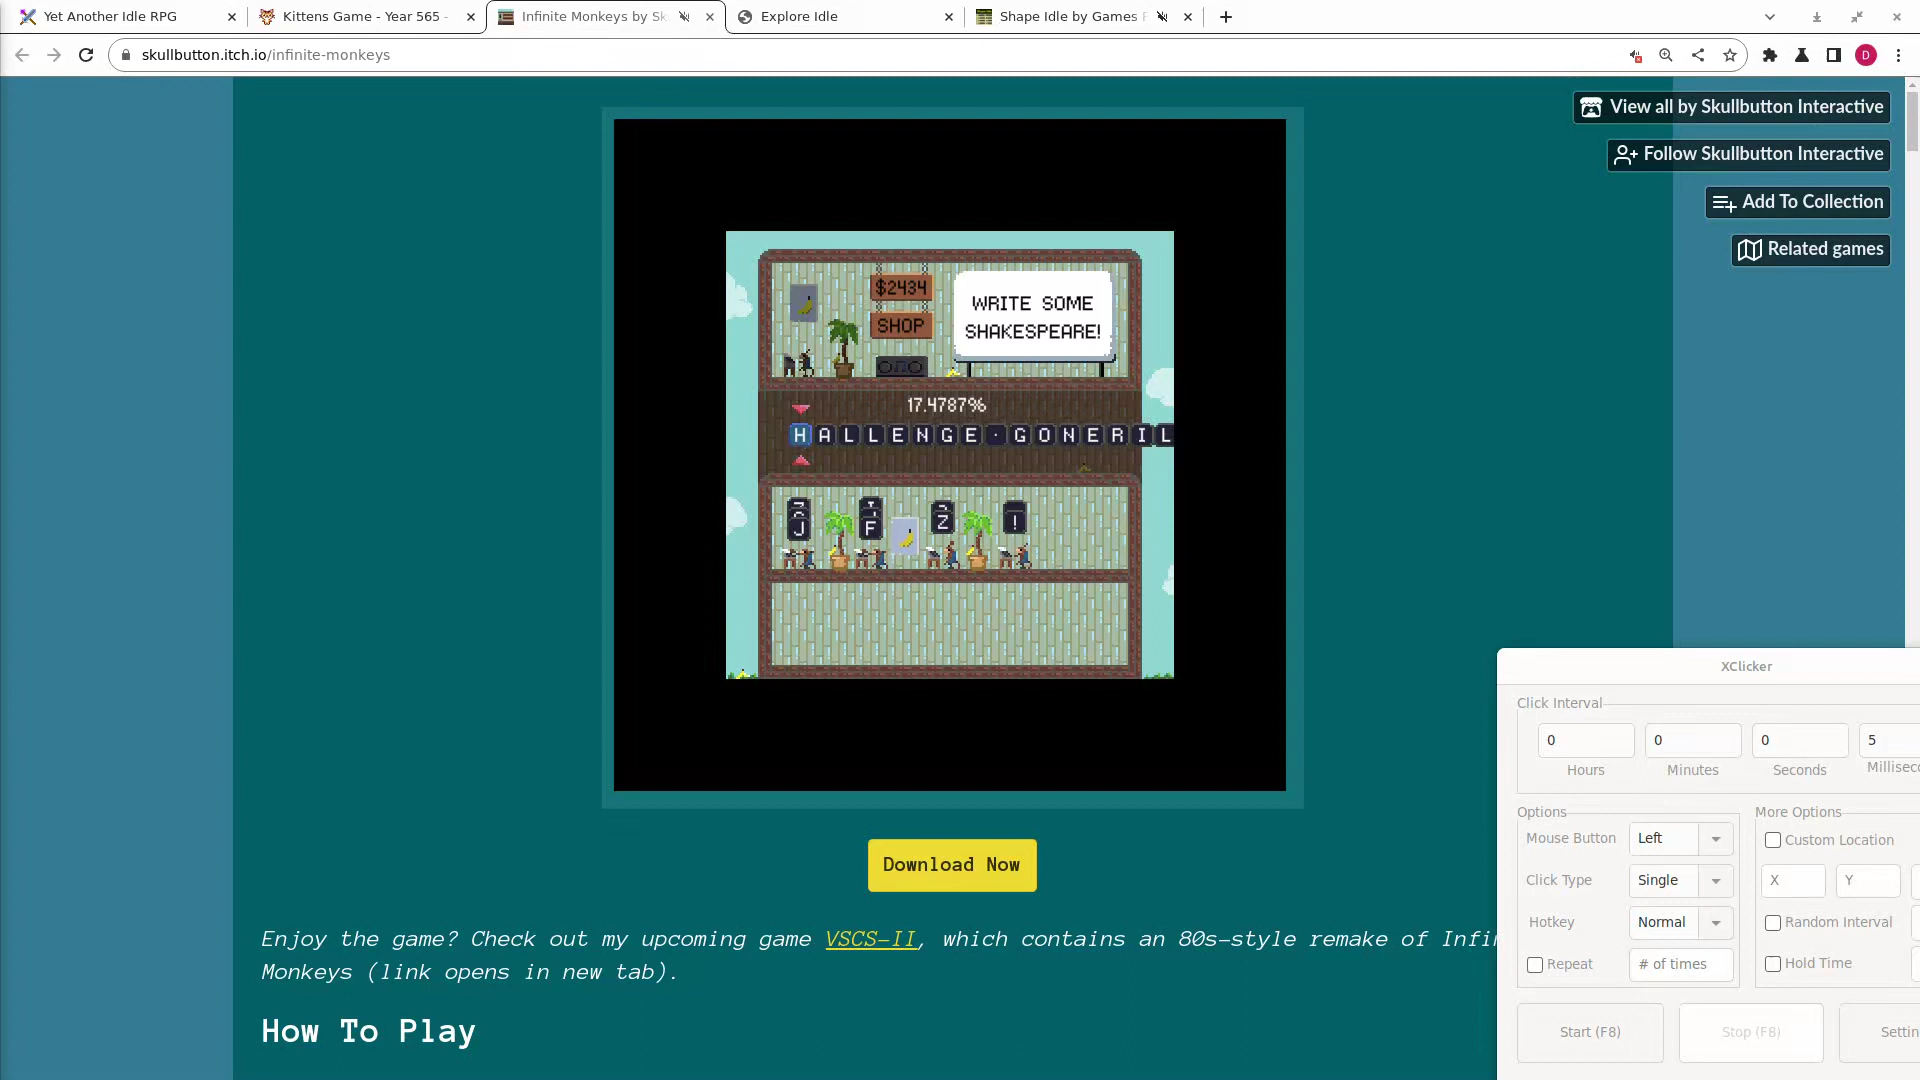 Yet Another Idle RPG
Kittens Game - Year 565 -
Infinite Monkeys by Sk
Explore Idle
Shape Idle by Games F
skullbutton.itch.io/infinite-monkeys
D
View all by Skullbutton Interactive
Follow Skullbutton Interactive
Add To Collection
Related games
$2434
SHOP
WRITE SOME
SHAKESPEARE!
17.4787%
HALLENGE·GONERIL
J
F
Z
!
Download Now
Enjoy the game? Check out my upcoming game VSCS-II, which contains an 80s-style remake of Infin
Monkeys (link opens in new tab).
How To Play
XClicker
Click Interval
0 0 0 5
Hours Minutes Seconds Millisec
Options
More Options
Mouse Button Left
Custom Location
Click Type Single
X Y
Hotkey Normal
Random Interval
Repeat # of times
Hold Time
Start (F8) Stop (F8) Settin